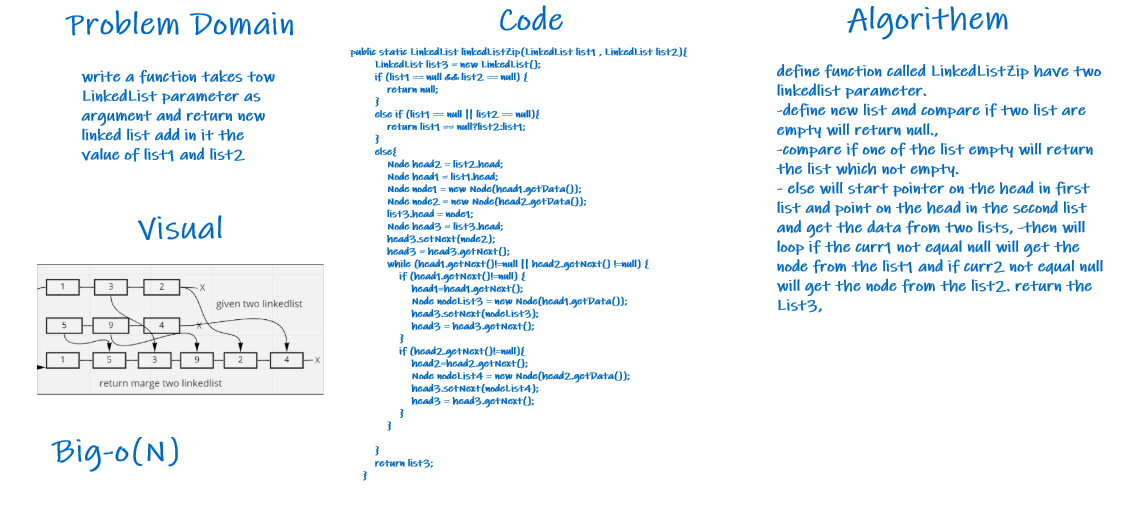 Problem Domain
write a function takes tow
LinkedList parameter as
argument and return new
linked list add in it the
value of list1 and list2
Visual
1 3 2 X
given two linkedlist
5 9 4 X
1 5 3 9 2 4 X
return marge two linkedlist
Big-o(N)
Code
public static LinkedList linkedListZip(LinkedList list1 , LinkedList list2){
LinkedList list3 = new LinkedList();
if (list1 == null && list2 == null) {
return null;
}
else if (list1 == null || list2 == null){
return list1 == null?list2:list1;
}
else{
Node head2 = list2.head;
Node head1 = list1.head;
Node node1 = new Node(head1.getData());
Node node2 = new Node(head2.getData());
list3.head = node1;
Node head3 = list3.head;
head3.setNext(node2);
head3 = head3.getNext();
while (head1.getNext()!=null || head2.getNext() !=null) {
if (head1.getNext()!=null) {
head1=head1.getNext();
Node nodeList3 = new Node(head1.getData());
head3.setNext(nodeList3);
head3 = head3.getNext();
}
if (head2.getNext()!=null){
head2=head2.getNext();
Node nodeList4 = new Node(head2.getData());
head3.setNext(nodeList4);
head3 = head3.getNext();
}
}
}
return list3;
}
Algorithem
define function called LinkedListZip have two
linkedlist parameter.
-define new list and compare if two list are
empty will return null.,
-compare if one of the list empty will return
the list which not empty.
- else will start pointer on the head in first
list and point on the head in the second list
and get the data from two lists, -then will
loop if the curr1 not equal null will get the
node from the list1 and if curr2 not equal null
will get the node from the list2. return the
List3,